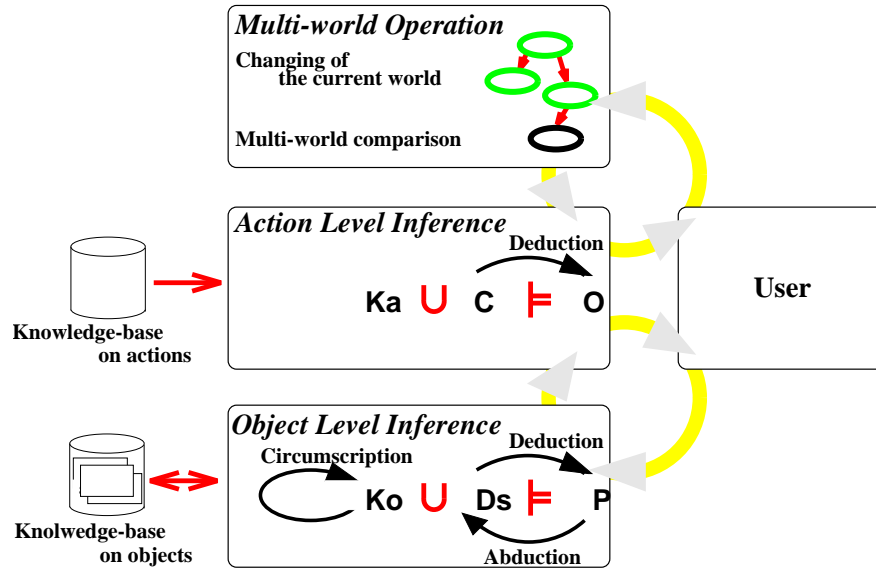 Multi-world Operation
Changing of
the current world
Multi-world comparison
Action Level Inference
Deduction
Ka ∪ C ⊨ O
Knowledge-base
on actions
User
Object Level Inference
Deduction
Circumscription
Ko ∪ Ds ⊨ P
Abduction
Knolwedge-base
on objects